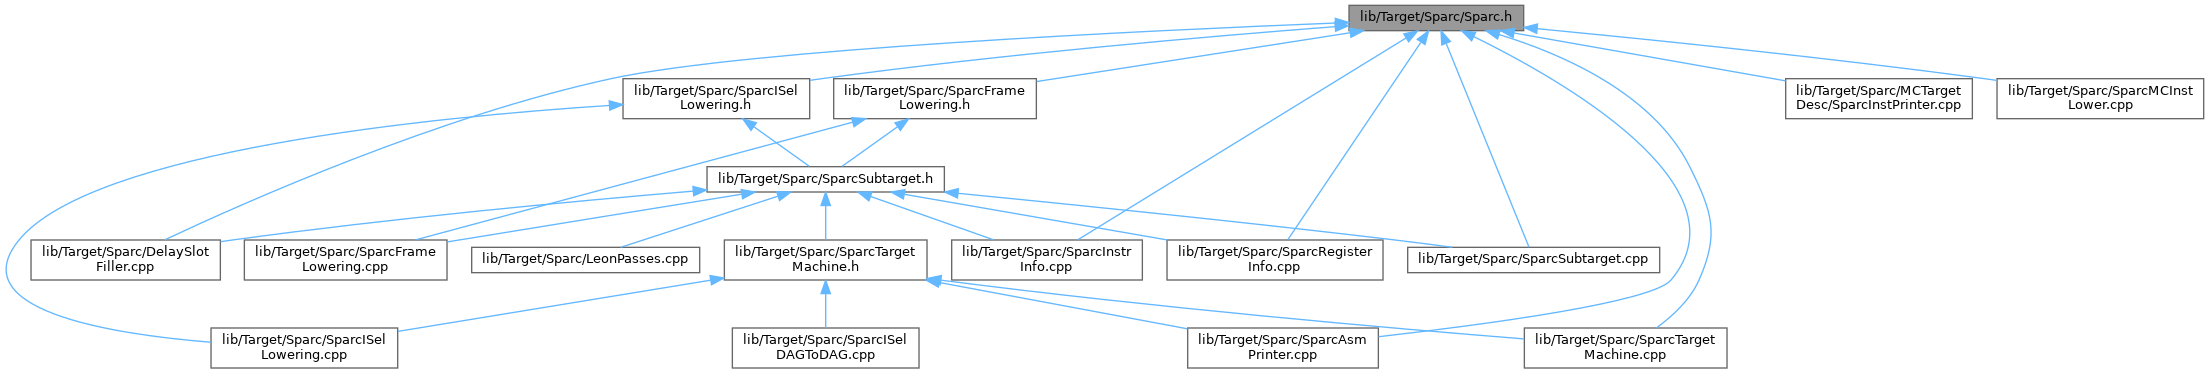 lib/Target/Sparc/Sparc.h
lib/Target/Sparc/SparcISel
Lowering.h
lib/Target/Sparc/SparcFrame
Lowering.h
lib/Target/Sparc/MCTarget
Desc/SparcInstPrinter.cpp
lib/Target/Sparc/SparcMCInst
Lower.cpp
lib/Target/Sparc/SparcSubtarget.h
lib/Target/Sparc/DelaySlot
Filler.cpp
lib/Target/Sparc/SparcFrame
Lowering.cpp
lib/Target/Sparc/LeonPasses.cpp
lib/Target/Sparc/SparcTarget
Machine.h
lib/Target/Sparc/SparcInstr
Info.cpp
lib/Target/Sparc/SparcRegister
Info.cpp
lib/Target/Sparc/SparcSubtarget.cpp
lib/Target/Sparc/SparcISel
Lowering.cpp
lib/Target/Sparc/SparcISel
DAGToDAG.cpp
lib/Target/Sparc/SparcAsm
Printer.cpp
lib/Target/Sparc/SparcTarget
Machine.cpp